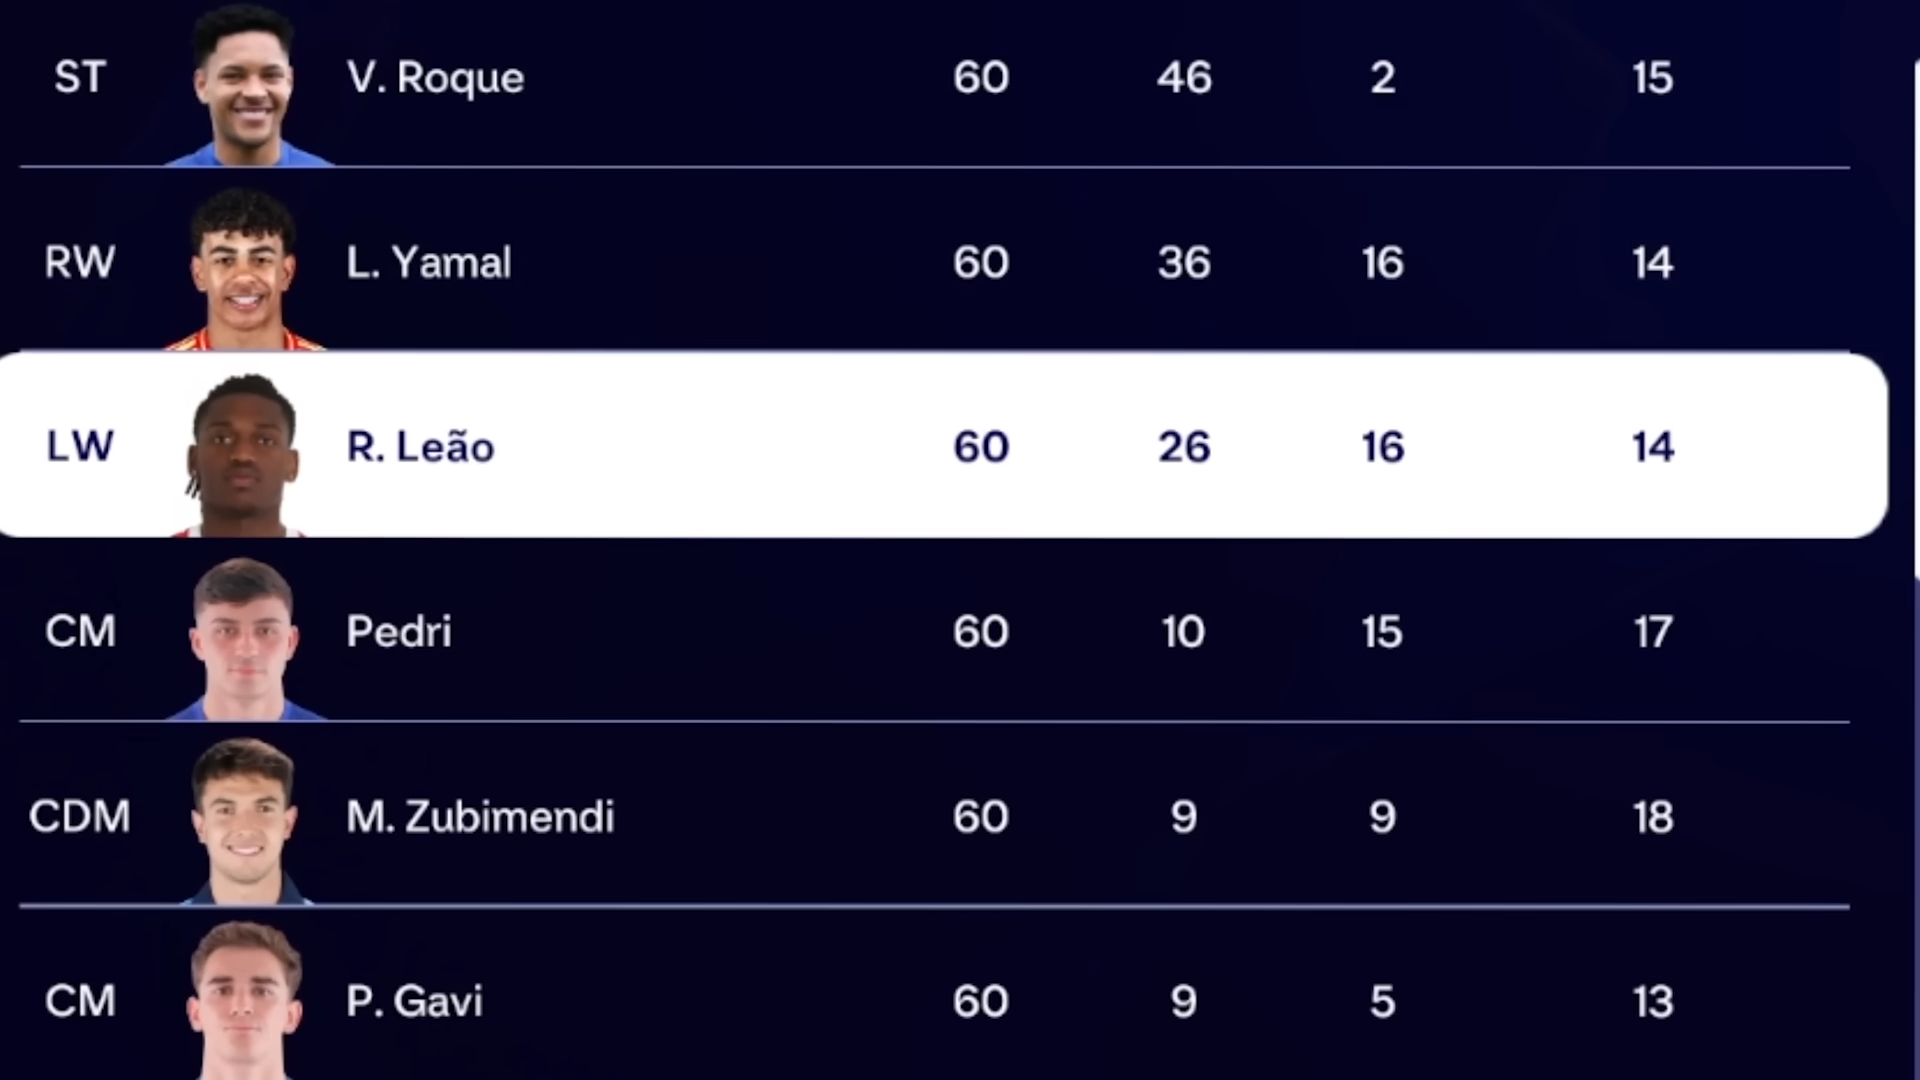 ST V. Roque 60 46 2 15
RW L. Yamal 60 36 16 14
LW R. Leão 60 26 16 14
CM Pedri 60 10 15 17
CDM M. Zubimendi 60 9 9 18
CM P. Gavi 60 9 5 13